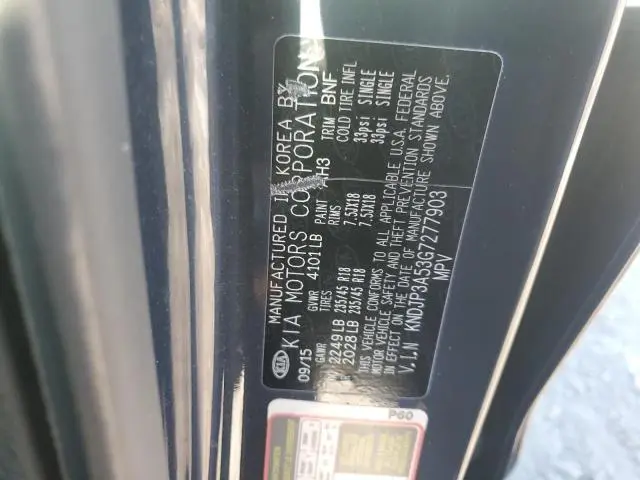 MANUFACTURED IN KOREA BY
KIA KIA MOTORS CORPORATION
09/15 GVWR 4101LB PAINT AH3 TRIM BNF
GAWR TIRES RIMS COLD TIRE INFL
2249LB 235/45 R18 7.5JX18 33psi SINGLE
2028LB 235/45 R18 7.5JX18 33psi SINGLE
THIS VEHICLE CONFORMS TO ALL APPLICABLE U.S.A. FEDERAL
MOTOR VEHICLE SAFETY AND THEFT PREVENTION STANDARDS
IN EFFECT ON THE DATE OF MANUFACTURE SHOWN ABOVE.
V.I.N KNDJP3A53G7277903
MPV
P60